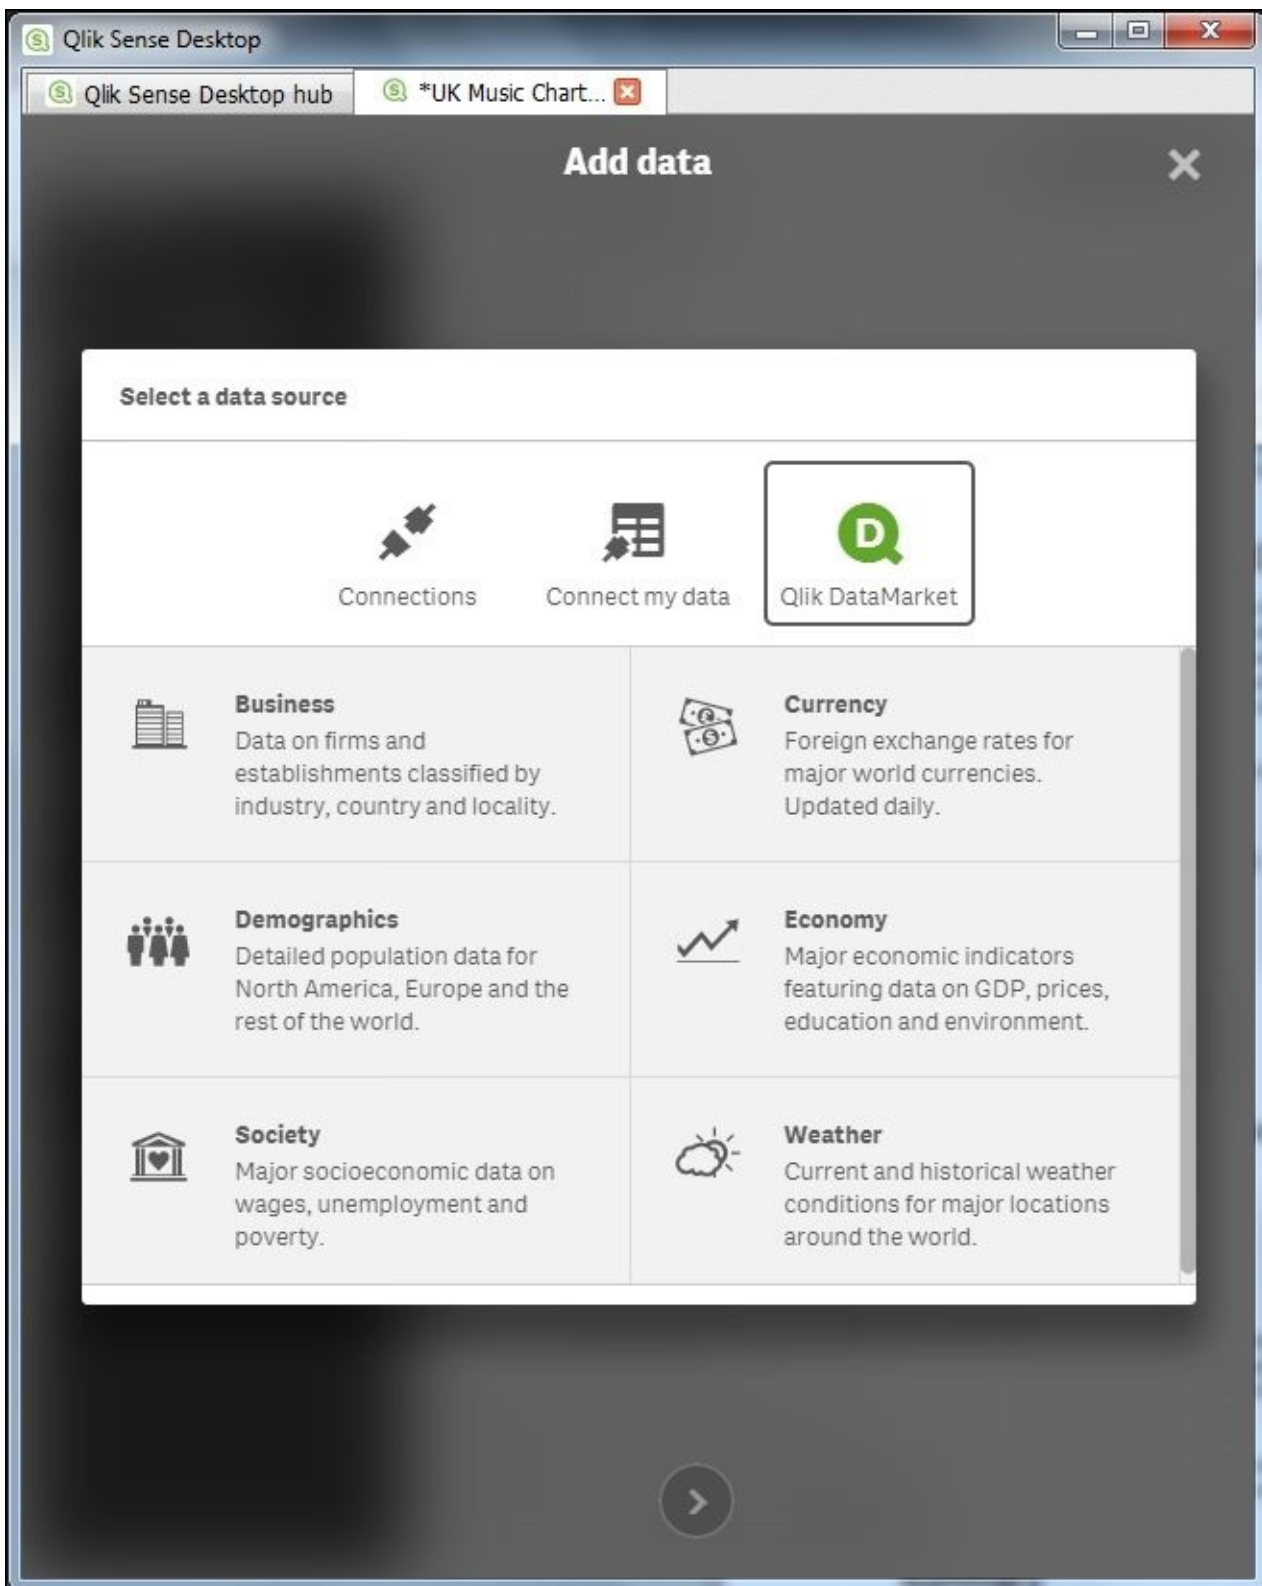 Qlik Sense Desktop
Qlik Sense Desktop hub
*UK Music Chart...
Add data
Select a data source
Connections
Connect my data
D
Qlik DataMarket
Business
Data on firms and
establishments classified by
industry, country and locality.
Currency
Foreign exchange rates for
major world currencies.
Updated daily.
Demographics
Detailed population data for
North America, Europe and the
rest of the world.
Economy
Major economic indicators
featuring data on GDP, prices,
education and environment.
Society
Major socioeconomic data on
wages, unemployment and
poverty.
Weather
Current and historical weather
conditions for major locations
around the world.